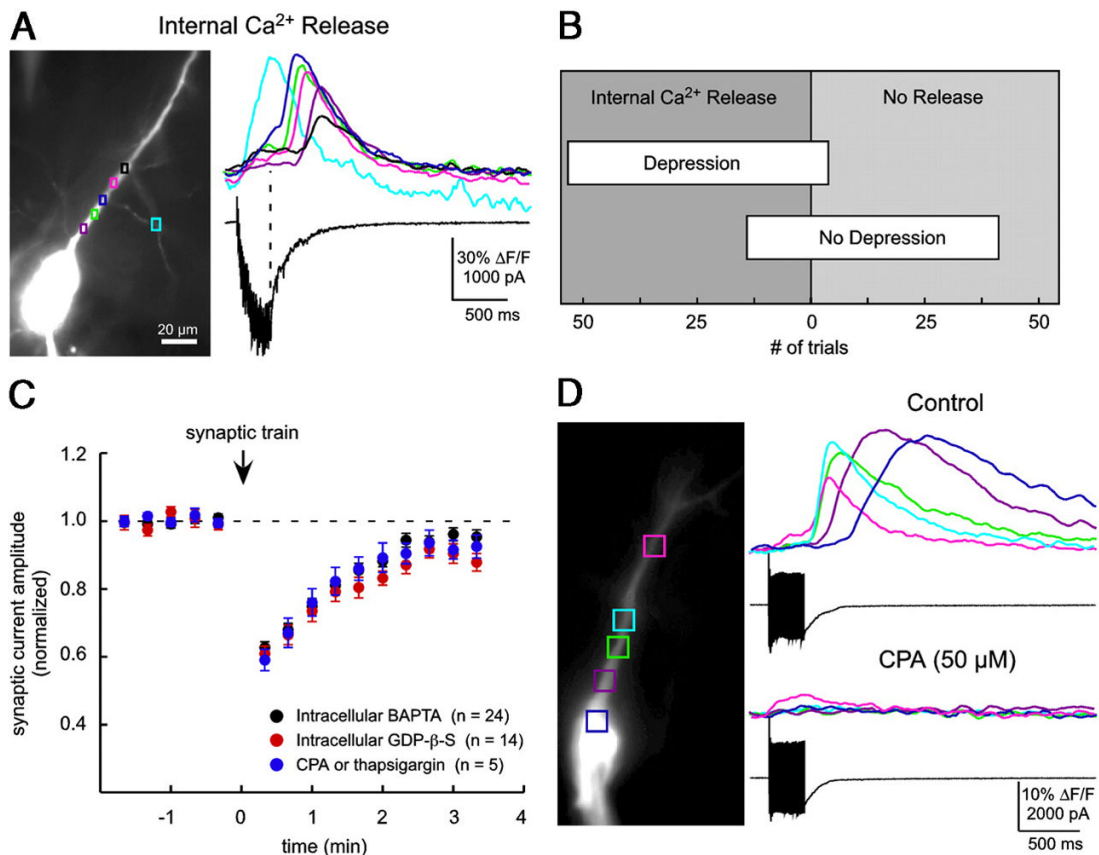 A
Internal Ca²⁺ Release
20 µm
30% ΔF/F
1000 pA
500 ms
B
Internal Ca²⁺ Release
No Release
Depression
No Depression
50
25
0
25
50
# of trials
C
synaptic train
1.2
1.0
0.8
0.6
0.4
synaptic current amplitude
(normalized)
Intracellular BAPTA (n = 24)
Intracellular GDP-β-S (n = 14)
CPA or thapsigargin (n = 5)
-1
0
1
2
3
4
time (min)
D
Control
CPA (50 µM)
10% ΔF/F
2000 pA
500 ms